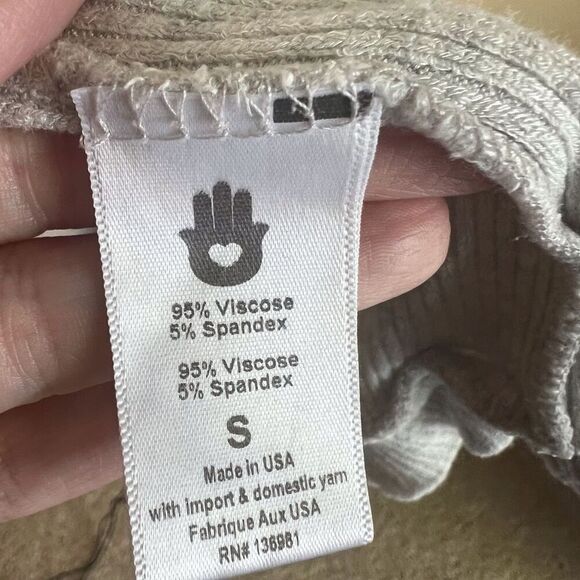 95% Viscose
5% Spandex
95% Viscose
5% Spandex
S
Made in USA
with import & domestic yarn
Fabrique Aux USA
RN# 136981